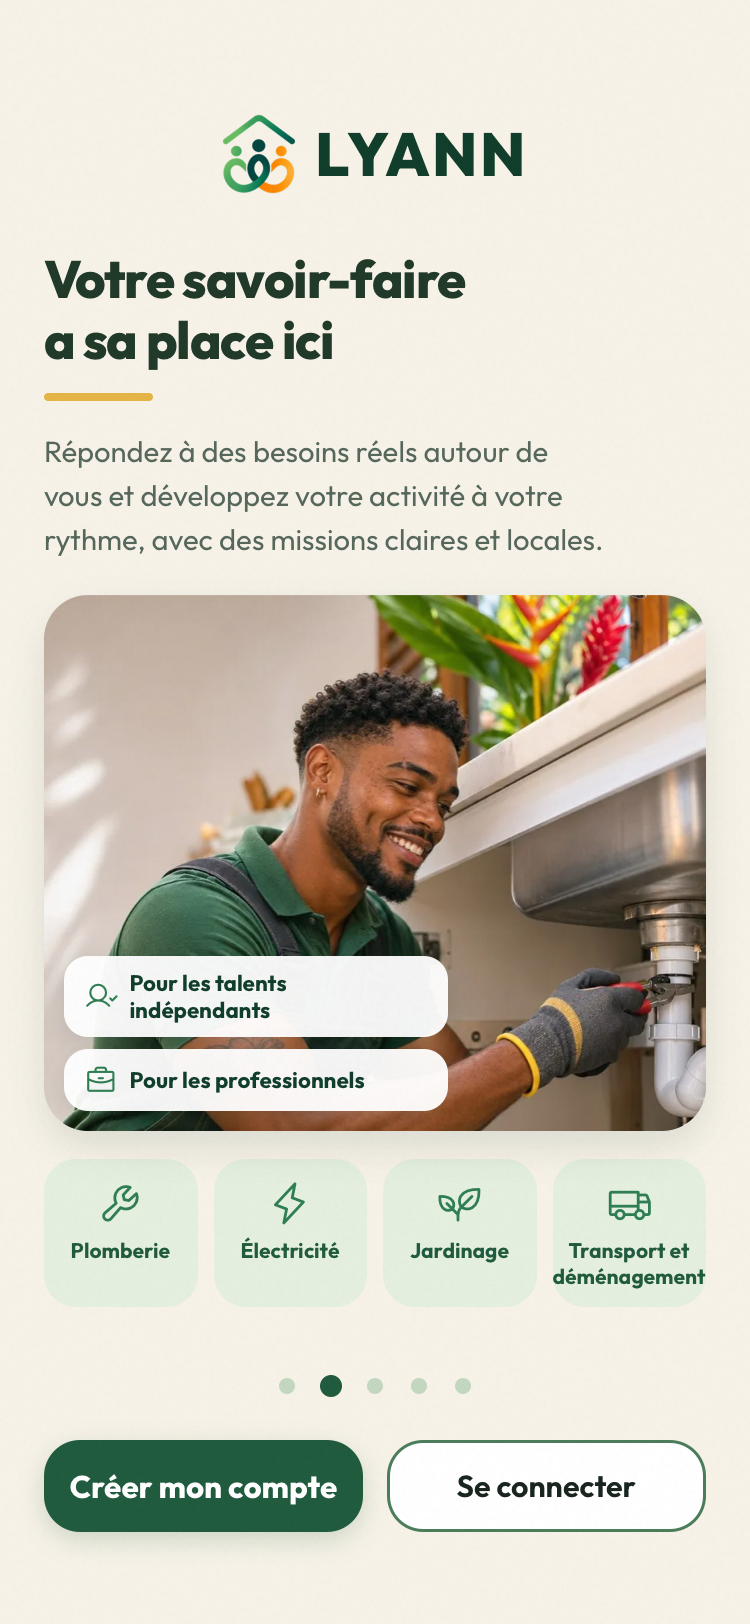 LYANN
Votre savoir-faire
a sa place ici
Répondez à des besoins réels autour de
vous et développez votre activité à votre
rythme, avec des missions claires et locales.
Pour les talents
indépendants
Pour les professionnels
Plomberie
Électricité
Jardinage
Transport et
déménagement
Créer mon compte
Se connecter